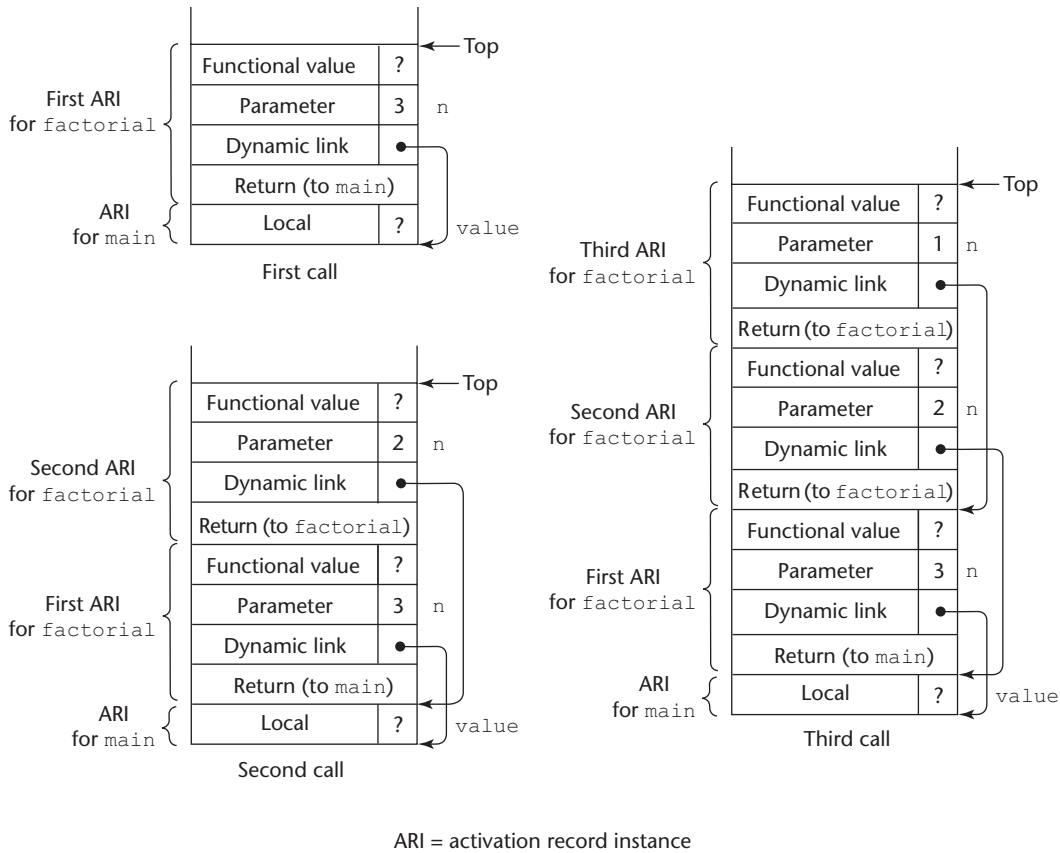 Top
Functional value ?
First ARI
for factorial
Parameter 3 n
Dynamic link
Return (to main)
ARI
for main
Local ? value
First call
Top
Functional value ?
Second ARI
for factorial
Parameter 2 n
Dynamic link
Return (to factorial)
Functional value ?
First ARI
for factorial
Parameter 3 n
Dynamic link
Return (to main)
ARI
for main
Local ? value
Second call
Top
Functional value ?
Third ARI
for factorial
Parameter 1 n
Dynamic link
Return (to factorial)
Functional value ?
Second ARI
for factorial
Parameter 2 n
Dynamic link
Return (to factorial)
Functional value ?
First ARI
for factorial
Parameter 3 n
Dynamic link
Return (to main)
ARI
for main
Local ? value
Third call
ARI = activation record instance